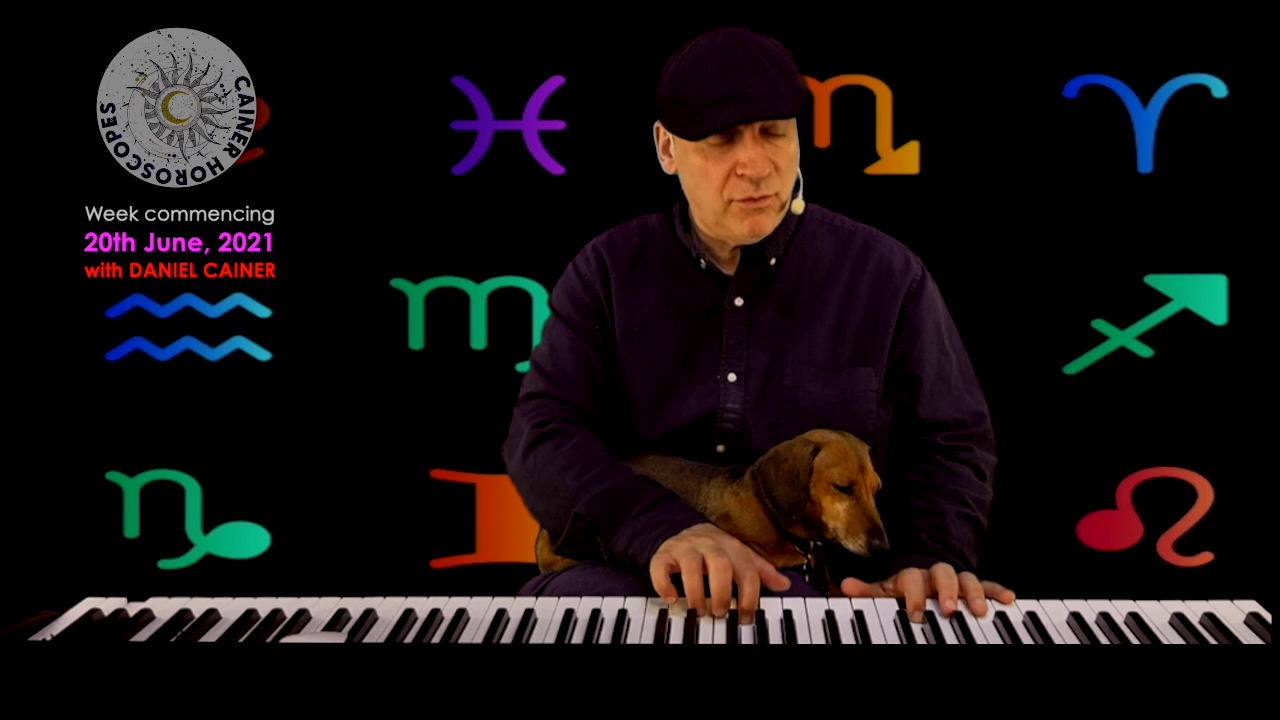 CAINER HOROSCOPES
Week commencing
20th June, 2021
with DANIEL CAINER